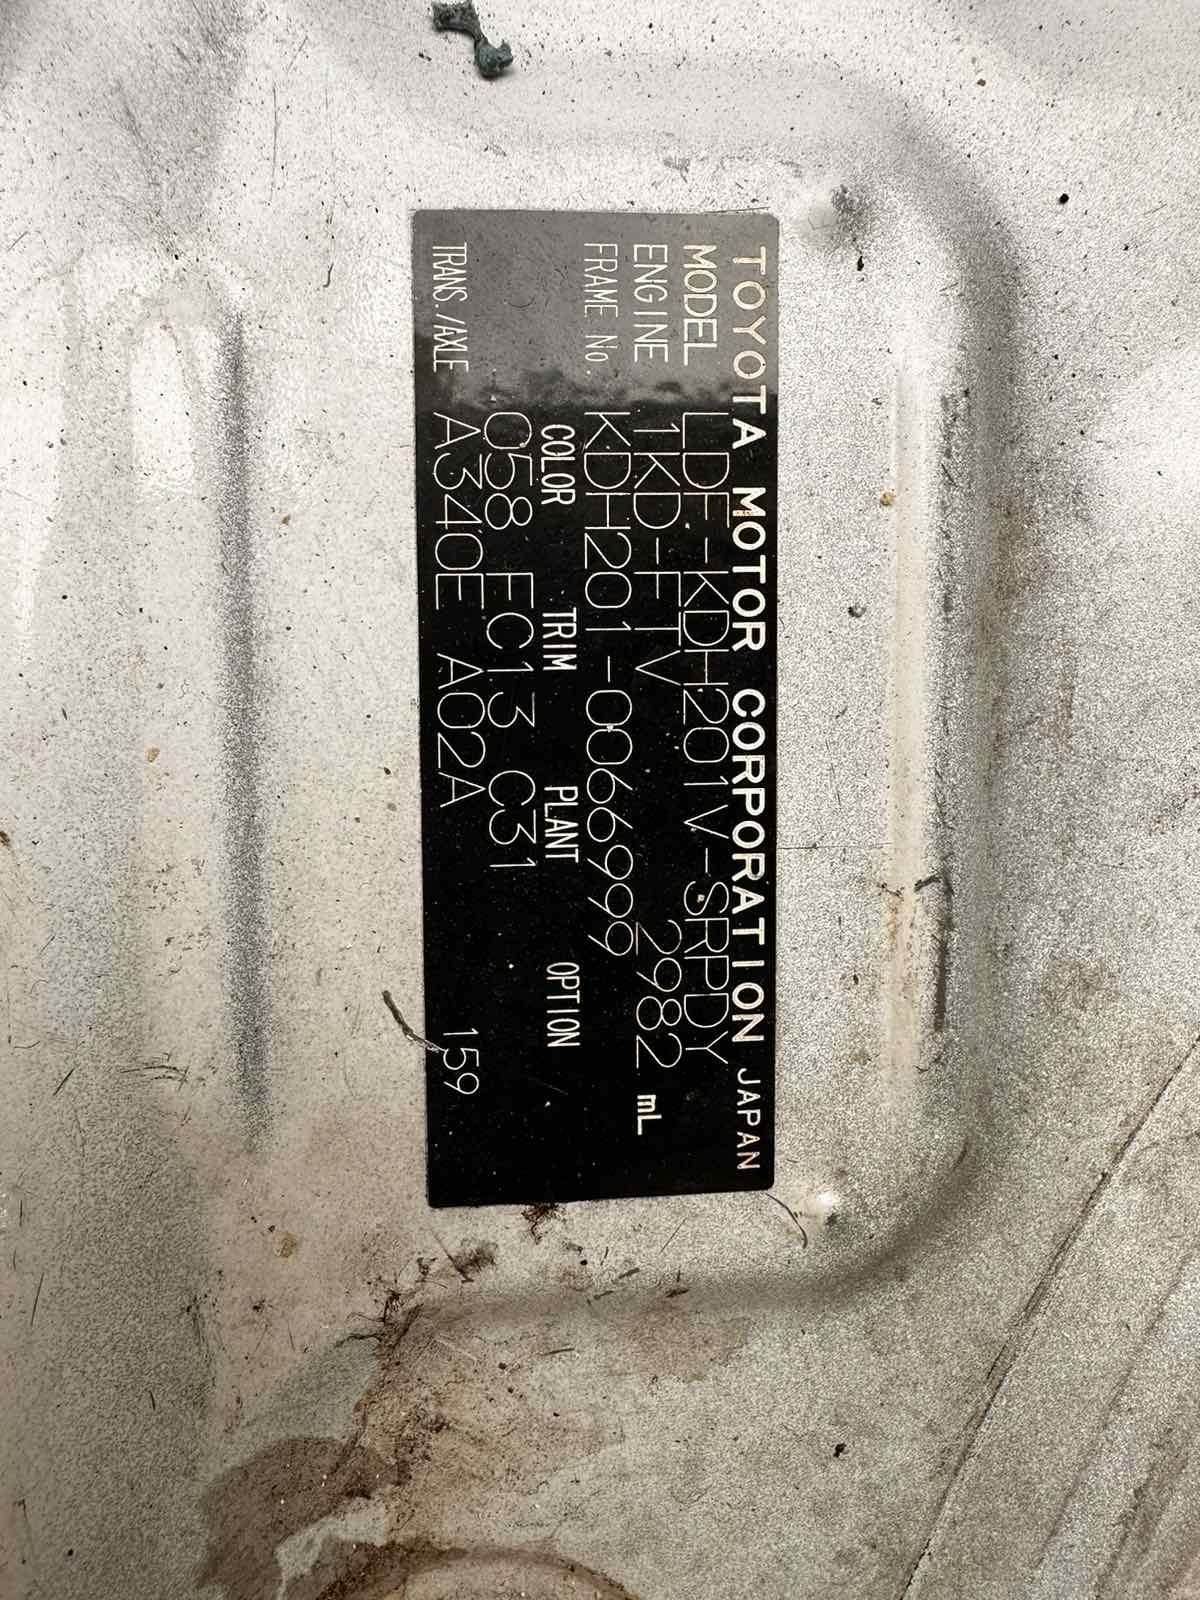 TOYOTA MOTOR CORPORATION JAPAN
MODEL LDF-KDH201V-SRPDY
ENGINE 1KD-FTV 2982 mL
FRAME No. KDH201-0066999
COLOR TRIM PLANT OPTION
058 FC13 C31
TRANS./AXLE A340E A02A 159